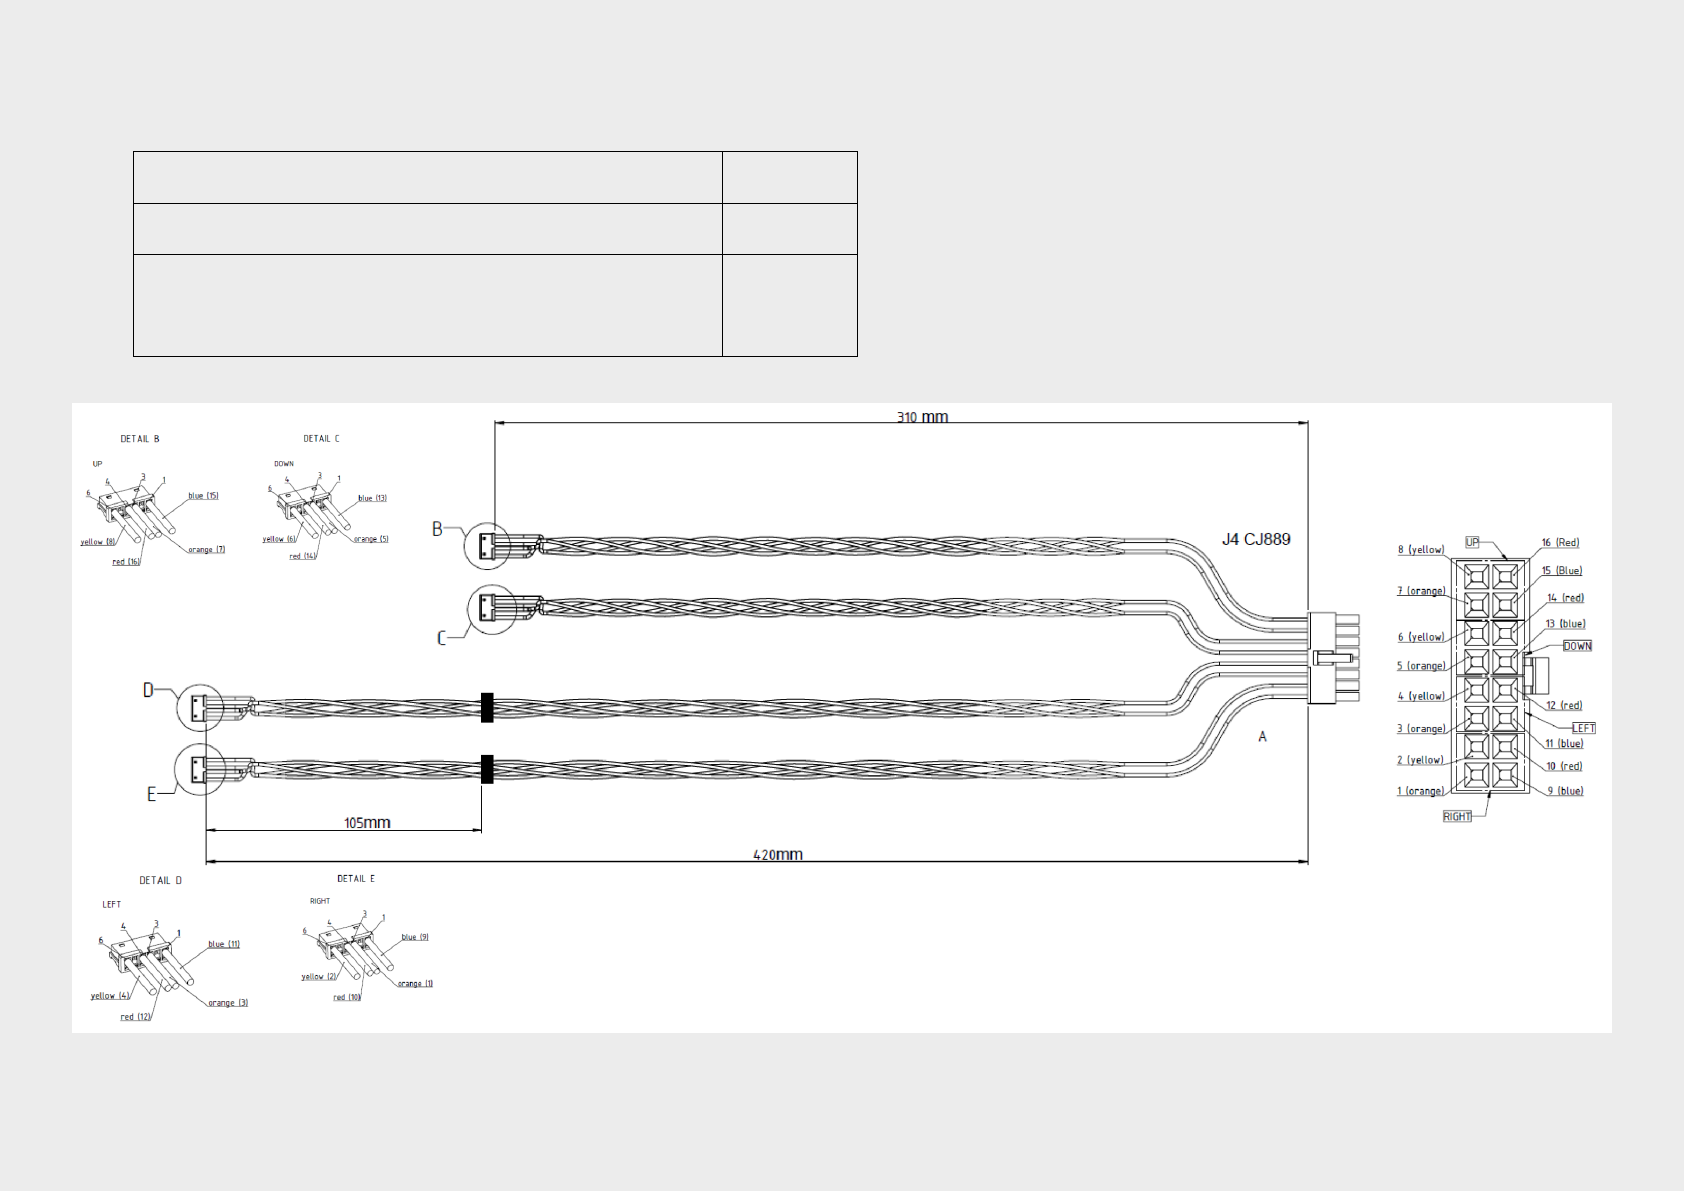 310 mm
DETAIL B
DETAIL C
UP
4
3
1
6
blue (15)
yellow (8)
orange (7)
red (16)
DOWN
4
3
1
6
blue (13)
yellow (6)
orange (5)
red (14)
B
C
D
E
J4 CJ889
A
105mm
420mm
UP
8 (yellow)
16 (Red)
7 (orange)
15 (Blue)
14 (red)
6 (yellow)
13 (blue)
DOWN
5 (orange)
4 (yellow)
12 (red)
3 (orange)
LEFT
11 (blue)
2 (yellow)
10 (red)
1 (orange)
9 (blue)
RIGHT
DETAIL D
DETAIL E
LEFT
4
3
1
6
blue (11)
yellow (4)
orange (3)
red (12)
RIGHT
4
3
1
6
blue (9)
yellow (2)
orange (1)
red (10)